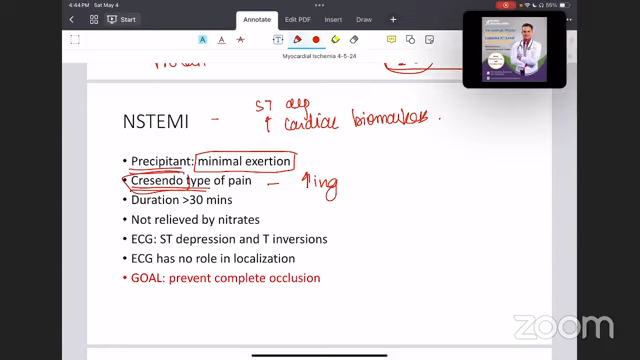 4:44 PM Sat May 4
55%
Annotate Edit PDF Insert Draw
Myocardial Ischemia 4-5-24
NSTEMI - ST dep
↑ cardiac biomarkers.
• Precipitant: minimal exertion
• Cresendo type of pain - ↑ing
• Duration >30 mins
• Not relieved by nitrates
• ECG: ST depression and T inversions
• ECG has no role in localization
• GOAL: prevent complete occlusion
zoom